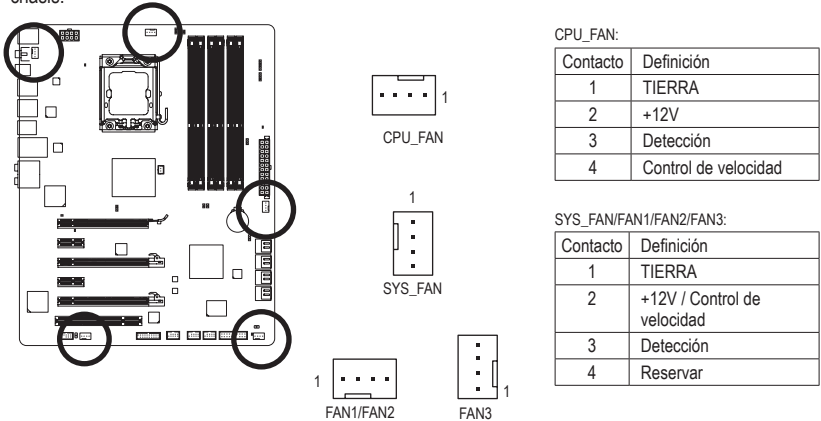 chasis.
1
CPU_FAN
1
SYS_FAN
1
FAN1/FAN2
1
FAN3
CPU_FAN:
Contacto Definición
1 TIERRA
2 +12V
3 Detección
4 Control de velocidad
SYS_FAN/FAN1/FAN2/FAN3:
Contacto Definición
1 TIERRA
2 +12V / Control de
velocidad
3 Detección
4 Reservar